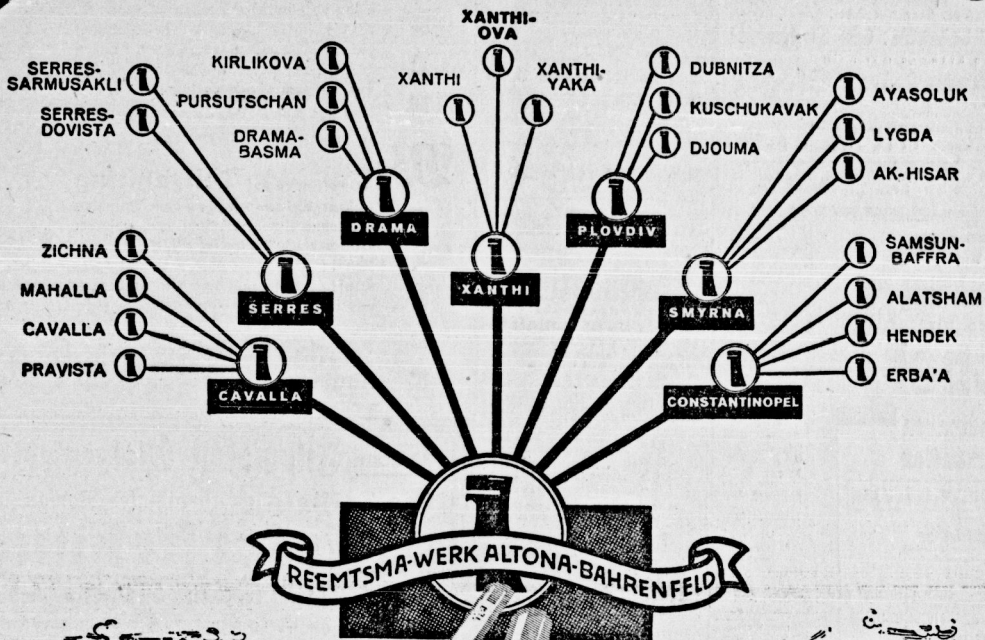 XANTHI-
OVA
SERRES-
SARMUSAKLI
SERRES-
DOVISTA
KIRLIKOVA
PURSUTSCHAN
DRAMA-
BASMA
XANTHI
XANTHI-
YAKA
DUBNITZA
KUSCHUKAVAK
DJOUMA
AYASOLUK
LYGDA
AK-HISAR
DRAMA
XANTHI
PLOVDIV
ZICHNA
MAHALLA
CAVALLA
PRAVISTA
SERRES
CAVALLA
SMYRNA
CONSTANTINOPEL
SAMSUN-
BAFFRA
ALATSHAM
HENDEK
ERBA'A
REEMTSMA-WERK ALTONA-BAHRENFELD